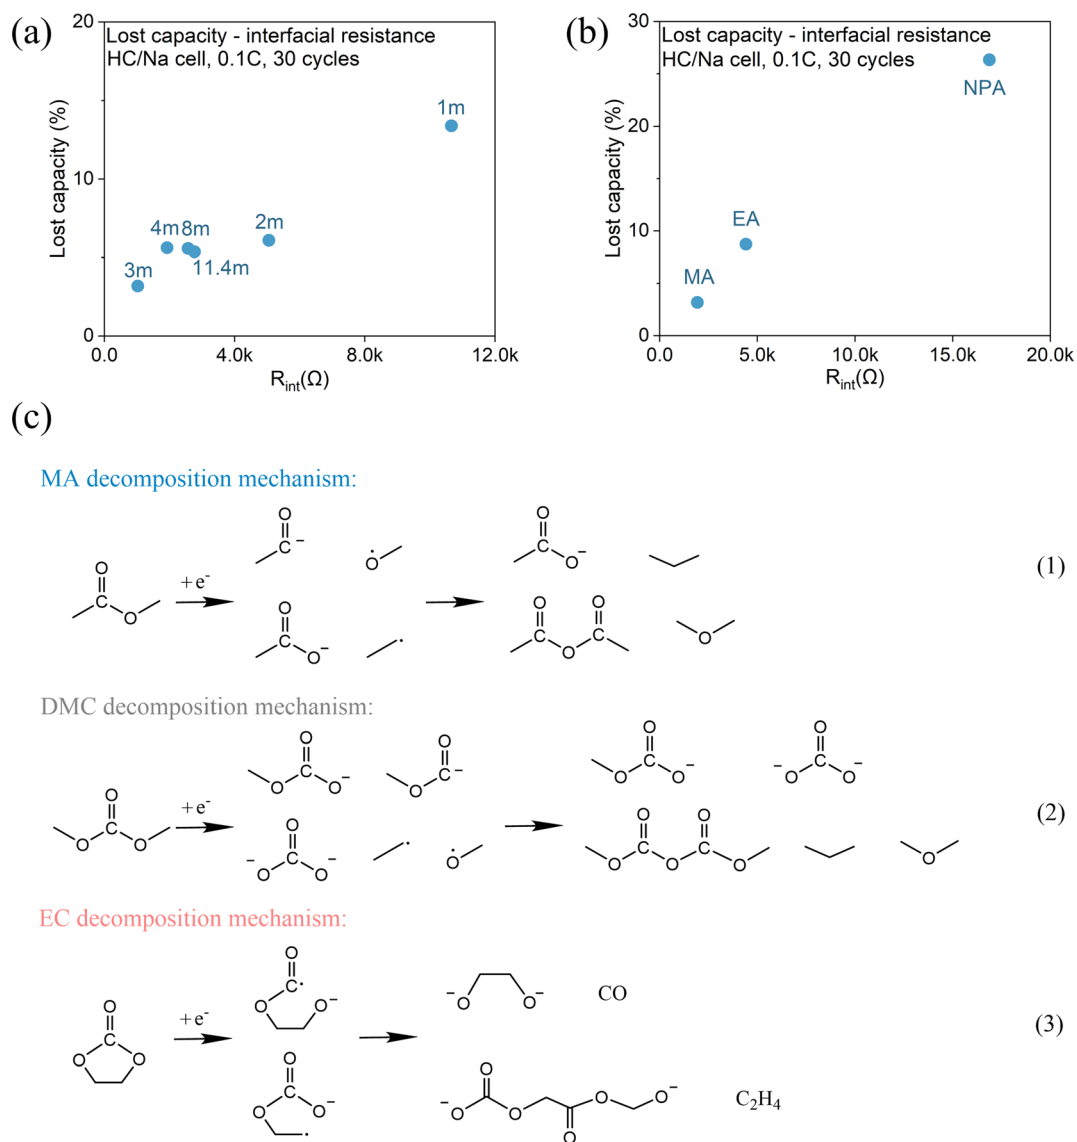 (a)
Lost capacity - interfacial resistance
HC/Na cell, 0.1C, 30 cycles
Lost capacity (%)
20
10
0
1m
2m
4m 8m
11.4m
3m
0.0 4.0k 8.0k 12.0k
Rint(Ω)
(b)
Lost capacity - interfacial resistance
HC/Na cell, 0.1C, 30 cycles
Lost capacity (%)
30
20
10
0
NPA
EA
MA
0.0 5.0k 10.0k 15.0k 20.0k
Rint(Ω)
(c)
MA decomposition mechanism:
O O O
C - O · C O -
O + e-
C O (1)
O O O
C O - · C C O
O
DMC decomposition mechanism:
O O O O
O C O - O C - O C O - - O C O -
O + e-
O C O (2)
O O O
- O C O - · O · O C O C O O
EC decomposition mechanism:
O
C · O O - - O O - CO
O + e-
C O O (3)
O O
C O O - · - O C O C O O - C2H4
O